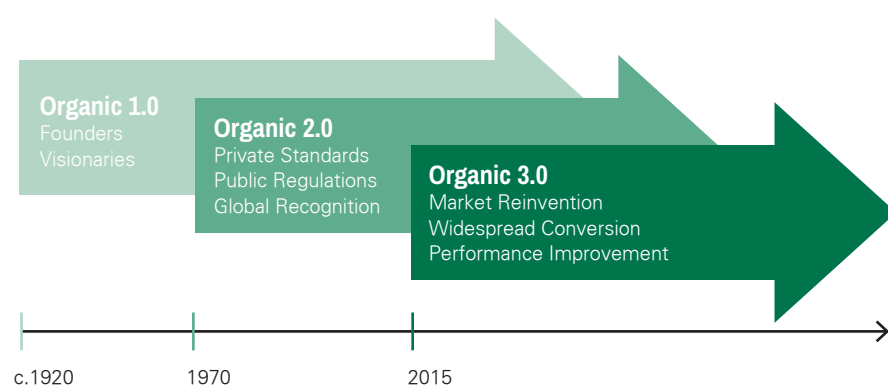 Organic 1.0
Founders
Visionaries
Organic 2.0
Private Standards
Public Regulations
Global Recognition
Organic 3.0
Market Reinvention
Widespread Conversion
Performance Improvement
c.1920
1970
2015